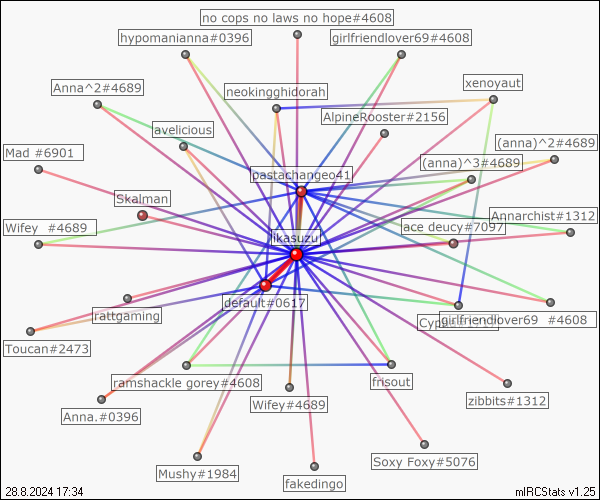 no cops no laws no hope#4608
hypomanianna#0396
girlfriendlover69#4608
Anna^2#4689
neokingghidorah
xenoyaut
AlpineRooster#2156
avelicious
(anna)^2#4689
Mad #6901
(anna)^3#4689
pastachangeo41
Skalman
Annarchist#1312
Wifey  #4689
ace deucy#7097
ikasuzu
default#0617
rattgaming
girlfriendlover69  #4608
Toucan#2473
ramshackle gorey#4608
frisout
Anna.#0396
Wifey#4689
zibbits#1312
Mushy#1984
Soxy Foxy#5076
fakedingo
28.8.2024 17:34
mIRCStats v1.25